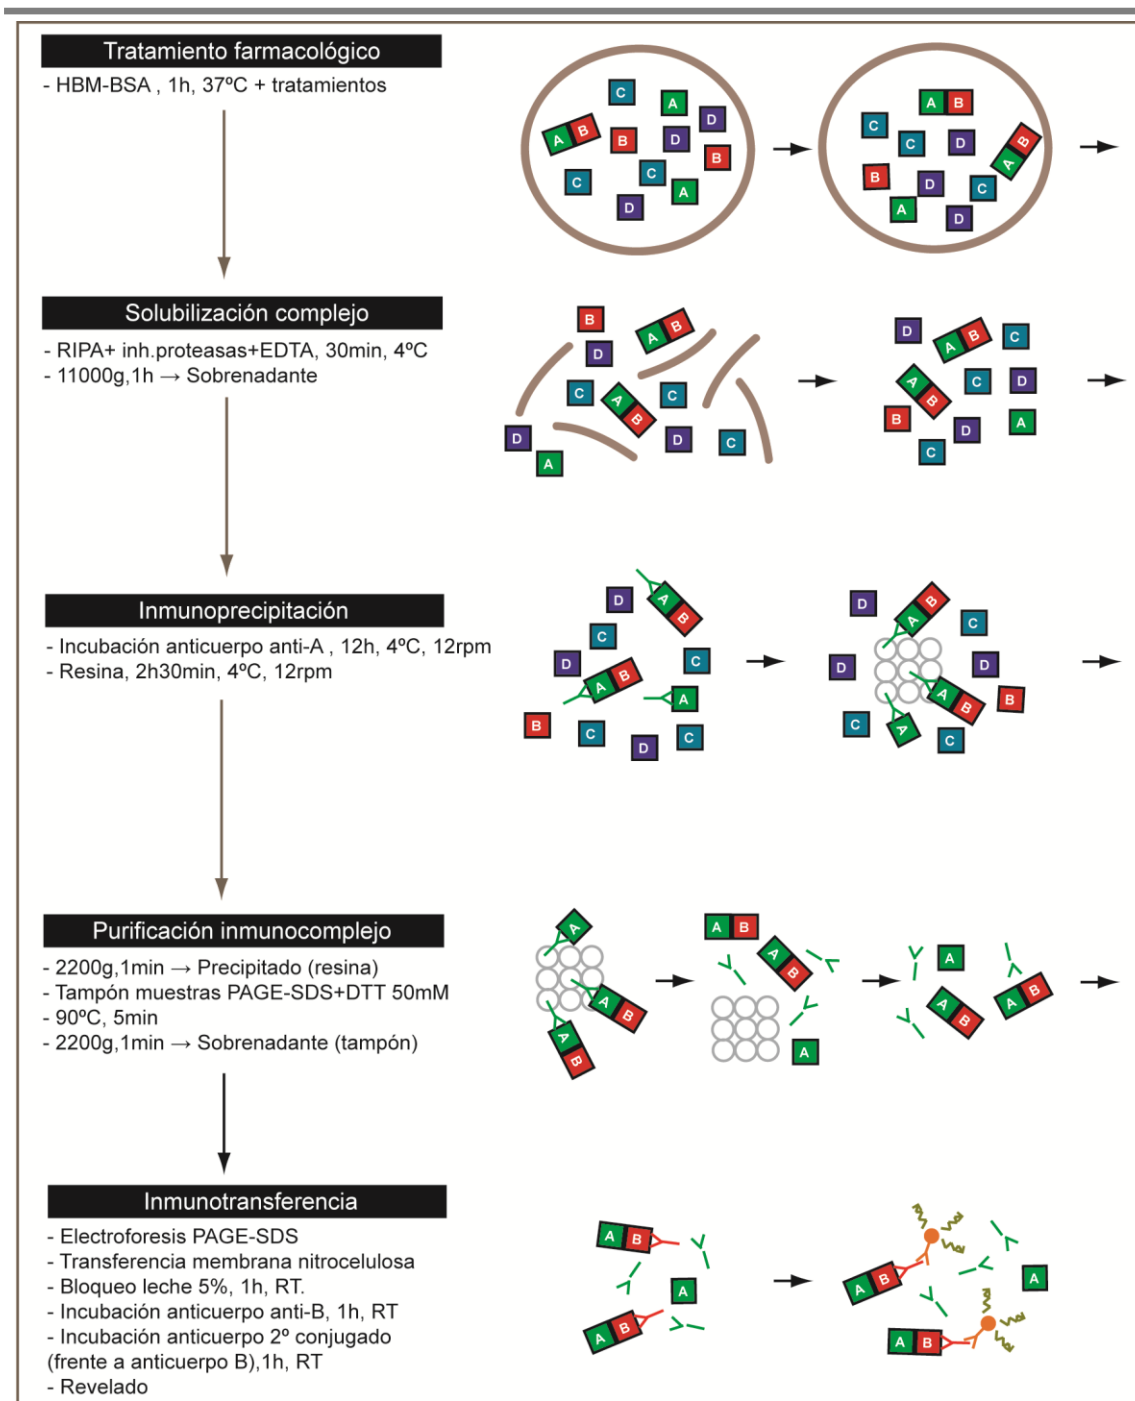 Tratamiento farmacológico
- HBM-BSA , 1h, 37ºC + tratamientos
C
A
D
A B
B
D
B
C
C
A
D
A B
C
C
D
A B
B
D
C
A
D
Solubilización complejo
- RIPA+ inh.proteasas+EDTA, 30min, 4ºC
- 11000g,1h → Sobrenadante
B
A B
D
C
A B
C
D
D
C
A
D
A B
C
A B
C
D
B
D
A
C
Inmunoprecipitación
- Incubación anticuerpo anti-A , 12h, 4ºC, 12rpm
- Resina, 2h30min, 4ºC, 12rpm
D
A B
C
D
C
A B
A
B
C
D
C
D
A B
C
D
D
A B
B
C
A
C
Purificación inmunocomplejo
- 2200g,1min → Precipitado (resina)
- Tampón muestras PAGE-SDS+DTT 50mM
- 90ºC, 5min
- 2200g,1min → Sobrenadante (tampón)
A
A B
A B
A B
A B
A
A
A B
A B
Inmunotransferencia
- Electroforesis PAGE-SDS
- Transferencia membrana nitrocelulosa
- Bloqueo leche 5%, 1h, RT.
- Incubación anticuerpo anti-B, 1h, RT
- Incubación anticuerpo 2º conjugado
(frente a anticuerpo B),1h, RT
- Revelado
A B
A
A B
A B
A
A B